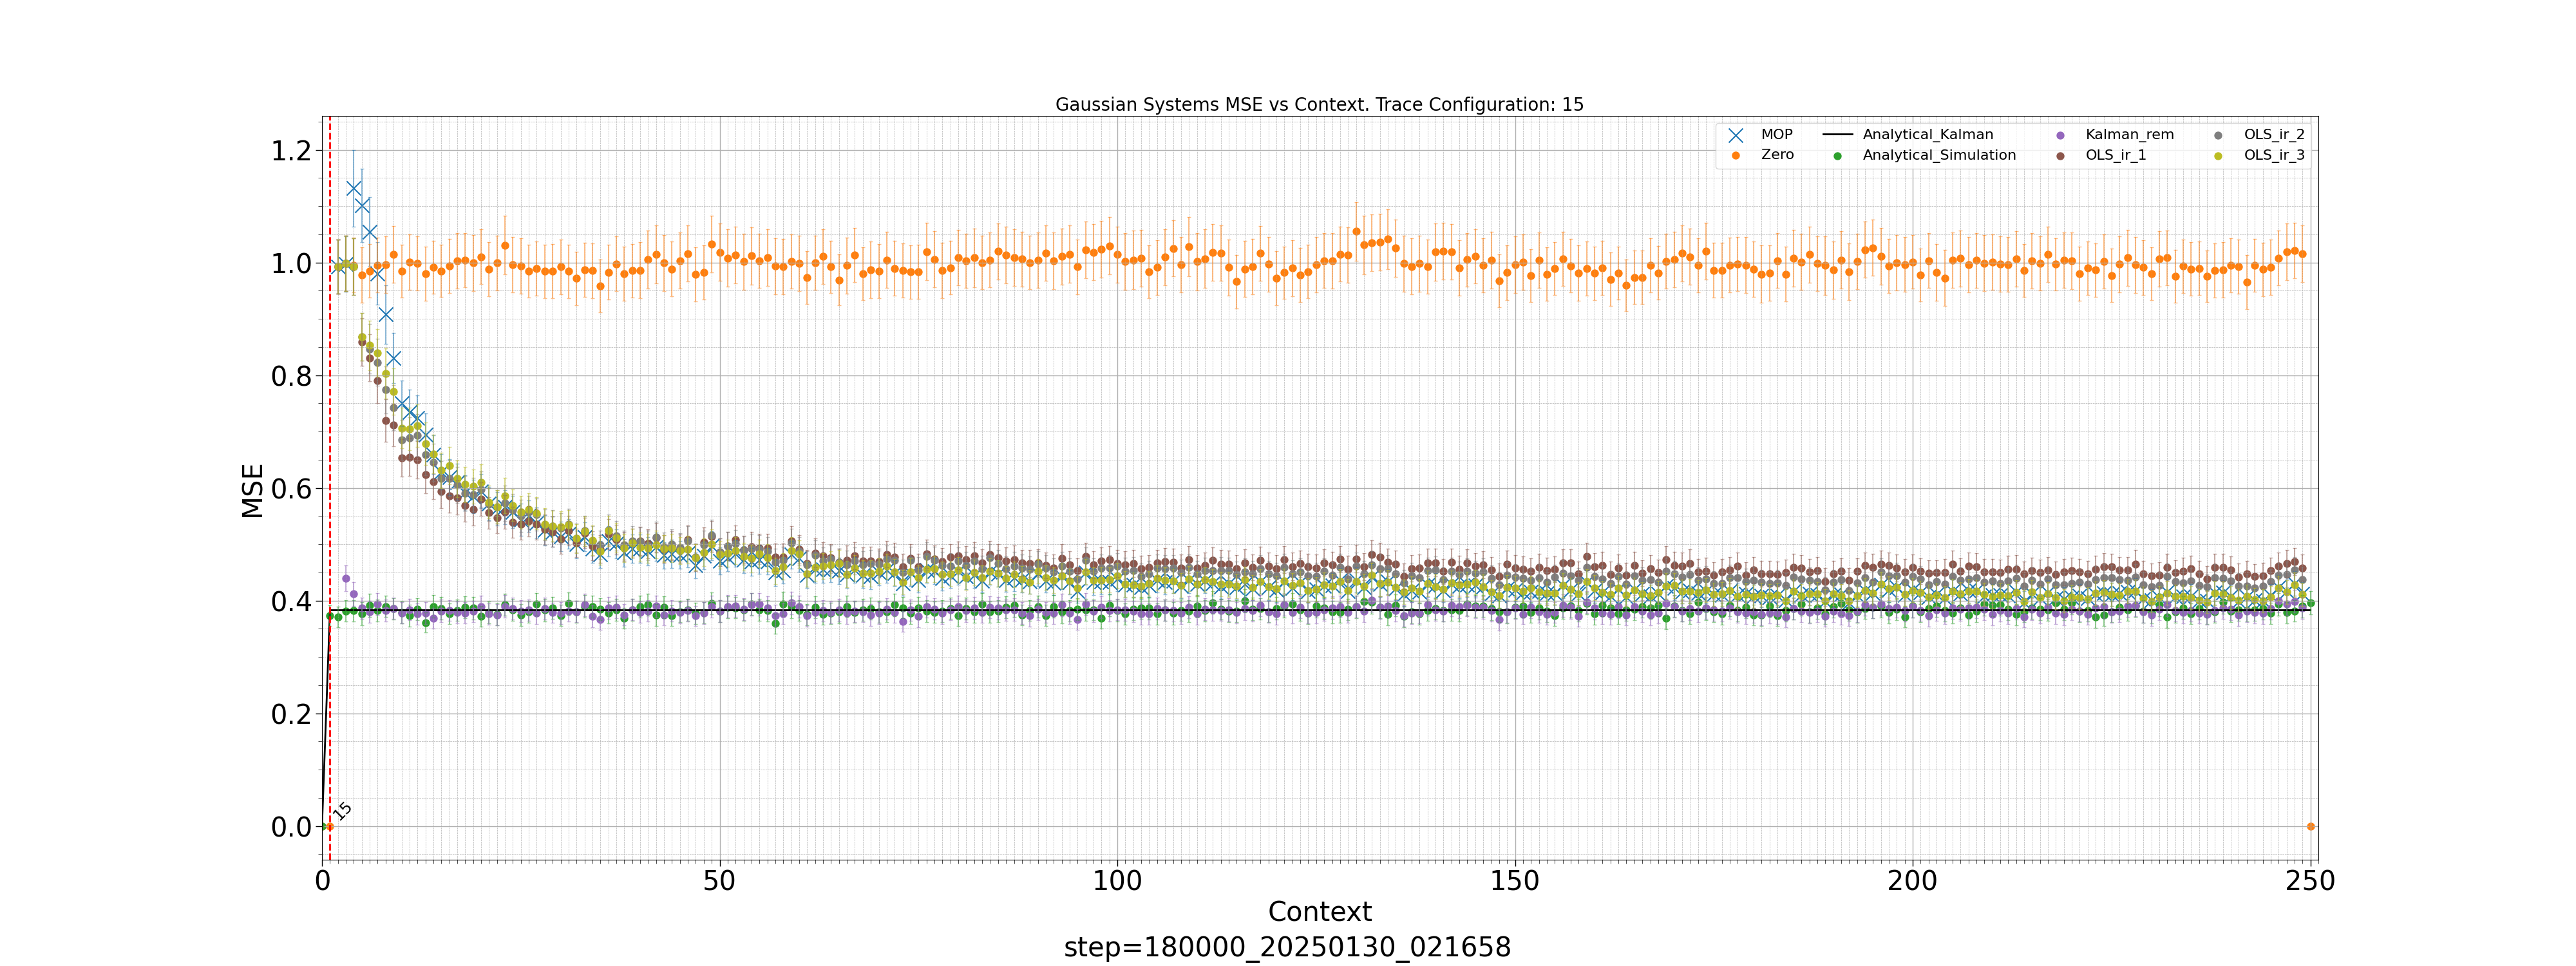 Gaussian Systems MSE vs Context. Trace Configuration: 15
MOP
Zero
Analytical_Kalman
Analytical_Simulation
Kalman_rem
OLS_ir_1
OLS_ir_2
OLS_ir_3
MSE
1.2
1.0
0.8
0.6
0.4
0.2
0.0
15
0 50 100 150 200 250
Context
step=180000_20250130_021658